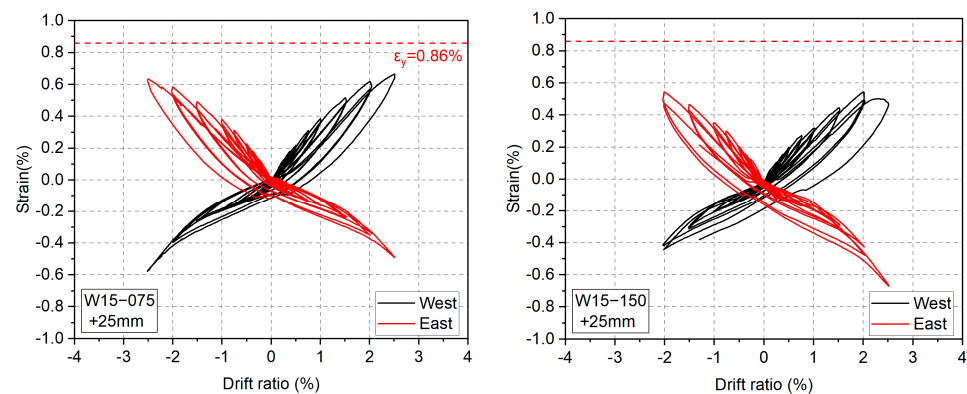 1.0
0.8
0.6
0.4
0.2
0.0
-0.2
-0.4
-0.6
-0.8
-1.0
Strain(%)
εy=0.86%
W15−075
+25mm
West
East
-4 -3 -2 -1 0 1 2 3 4
Drift ratio (%)
1.0
0.8
0.6
0.4
0.2
0.0
-0.2
-0.4
-0.6
-0.8
-1.0
Strain(%)
W15−150
+25mm
West
East
-4 -3 -2 -1 0 1 2 3 4
Drift ratio (%)